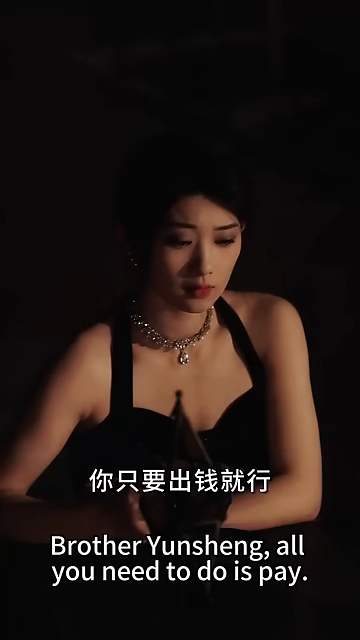 你只要出钱就行
Brother Yunsheng, all
you need to do is pay.